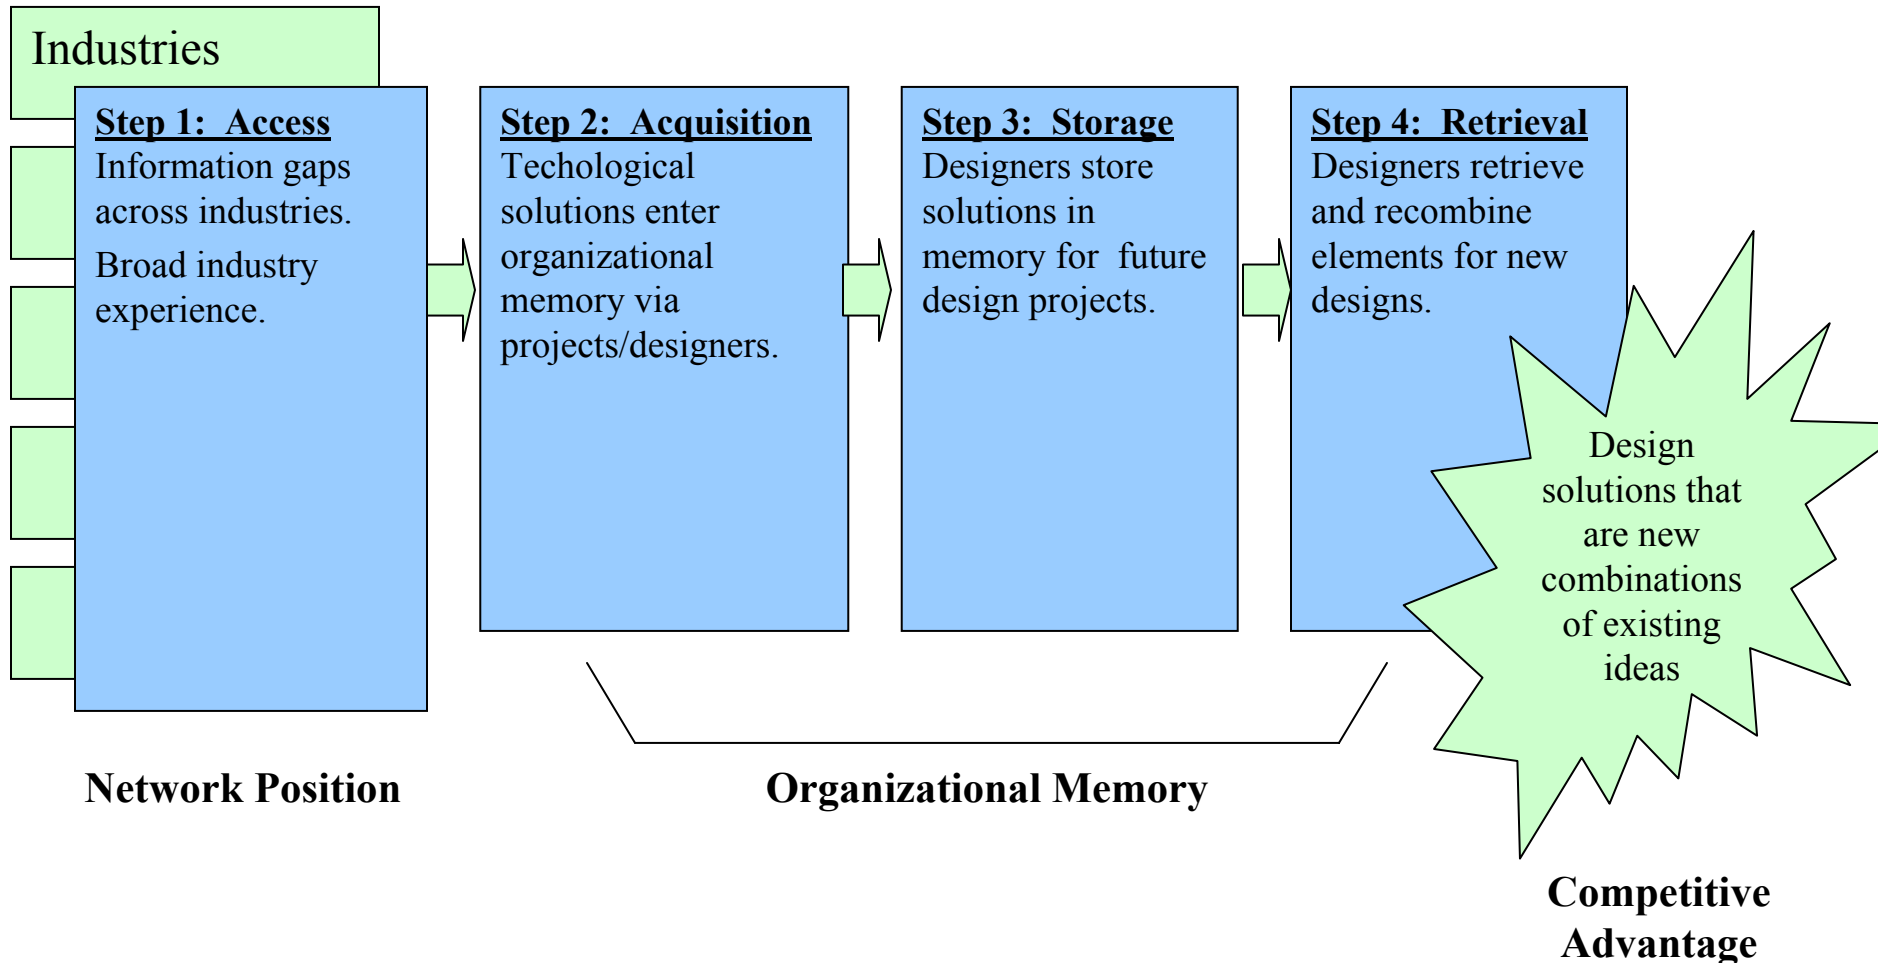 Industries
Step 1:  Access
Information gaps
across industries.
Broad industry
experience.
Step 2:  Acquisition
Techological
solutions enter
organizational
memory via
projects/designers.
Step 3:  Storage
Designers store
solutions in
memory for  future
design projects.
Step 4:  Retrieval
Designers retrieve
and recombine
elements for new
designs.
Design
solutions that
are new
combinations
of existing
ideas
Network Position
Organizational Memory
Competitive
Advantage